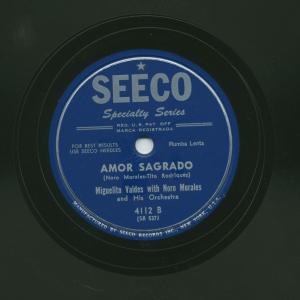 SEECO
Specialty Series
REG. U.S. PAT. OFF.
MARCA REGISTRADA
FOR BEST RESULTS
USE SEECO NEEDLES
Rumba Lenta
AMOR SAGRADO
(Noro Morales-Tito Rodriguez)
Miguelito Valdes with Noro Morales
and His Orchestra
4112 B
(SR 637)
MANUFACTURED BY SEECO RECORDS INC., NEW YORK, U.S.A.